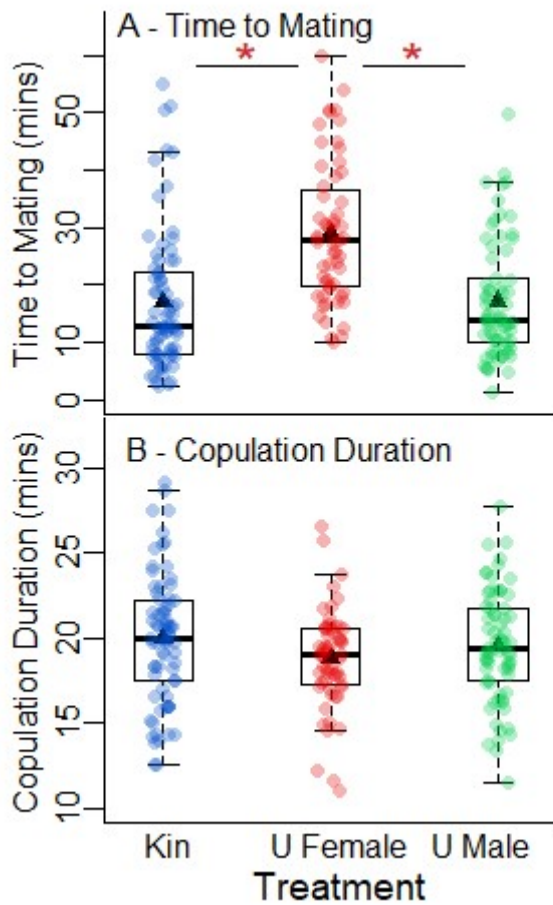 A - Time to Mating
* *
Time to Mating (mins)
50
30
10
0
B - Copulation Duration
Copulation Duration (mins)
30
25
20
15
10
Kin U Female U Male
Treatment